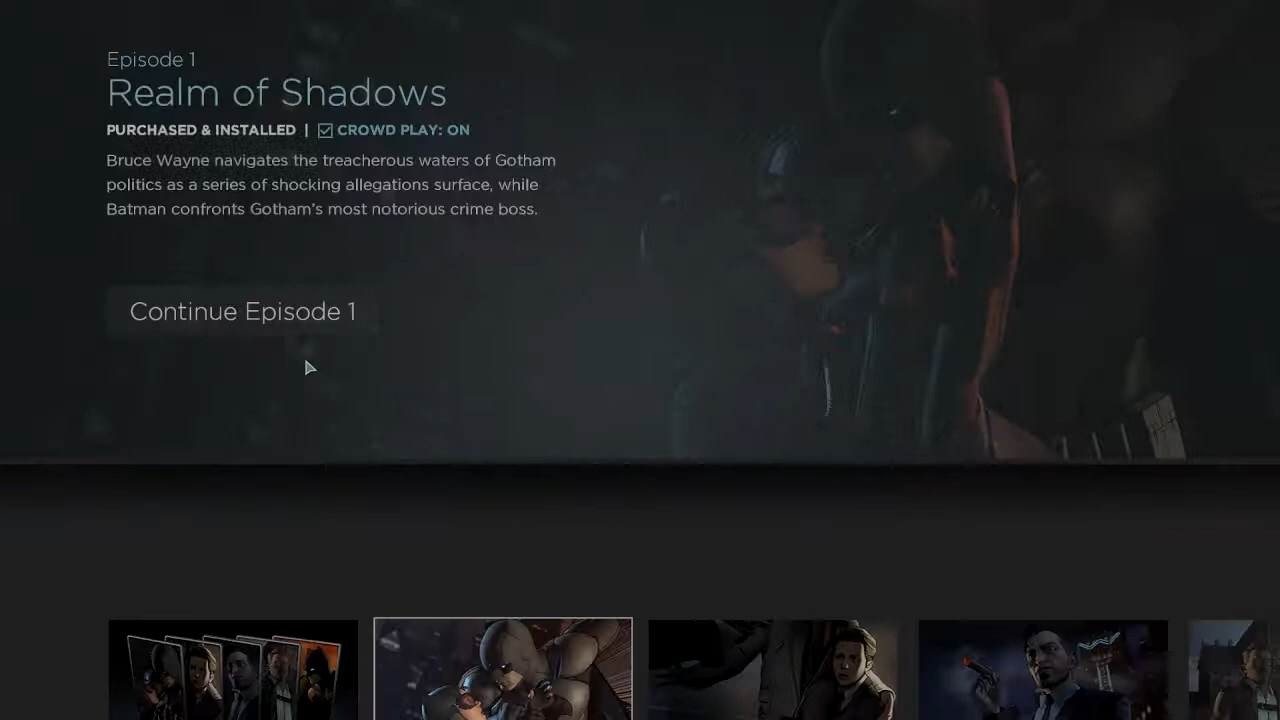 Episode 1
Realm of Shadows
PURCHASED & INSTALLED | CROWD PLAY: ON
Bruce Wayne navigates the treacherous waters of Gotham
politics as a series of shocking allegations surface, while
Batman confronts Gotham's most notorious crime boss.
Continue Episode 1